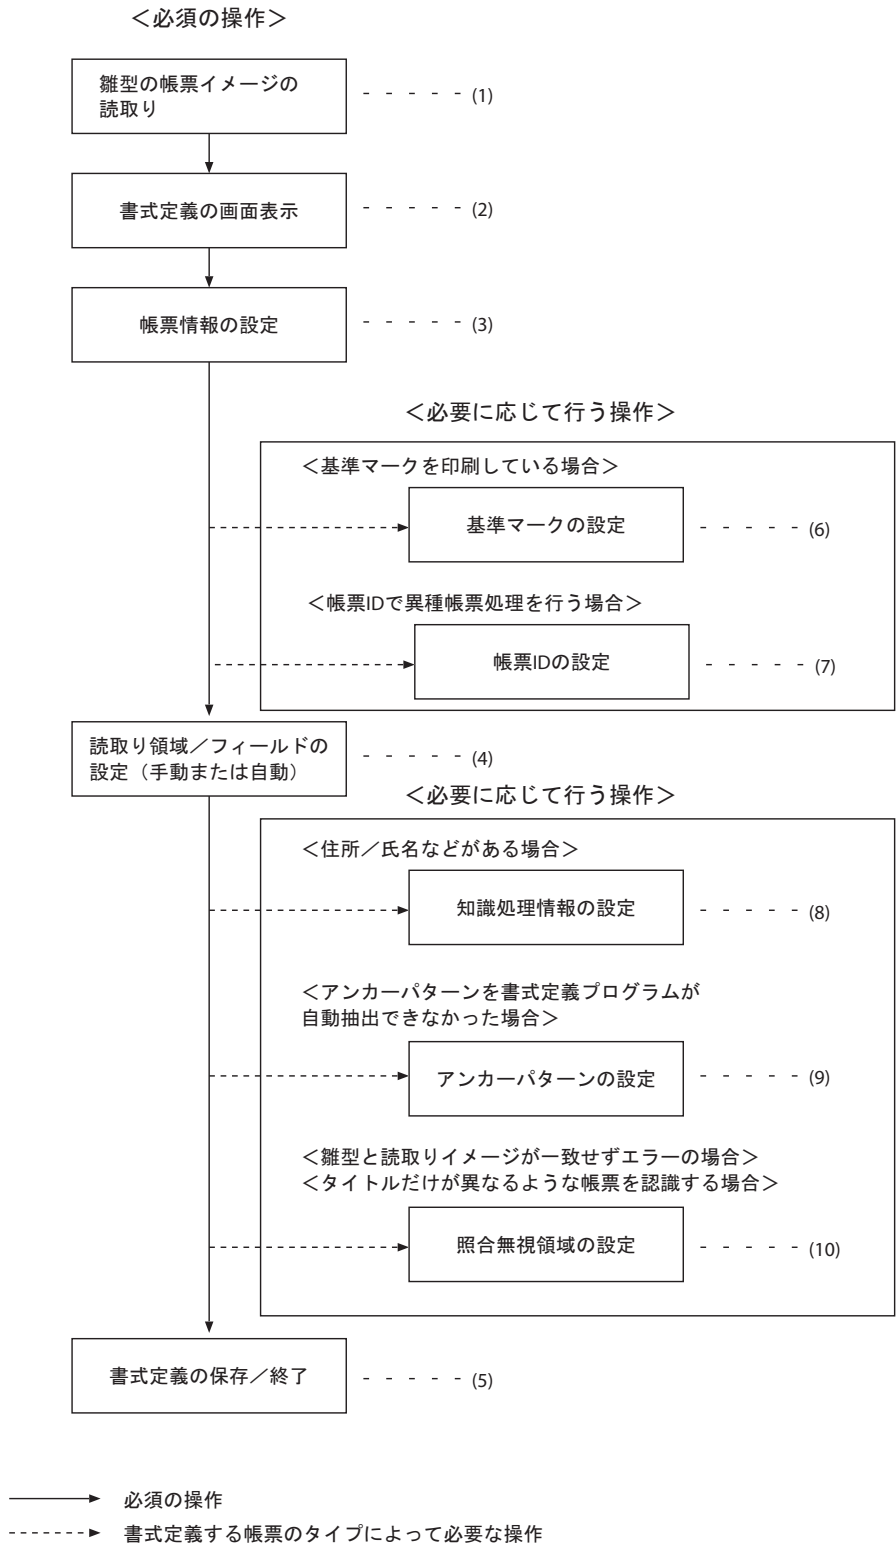 ＜必須の操作＞
雛型の帳票イメージの
読取り
(1)
書式定義の画面表示
(2)
帳票情報の設定
(3)
＜必要に応じて行う操作＞
＜基準マークを印刷している場合＞
基準マークの設定
(6)
＜帳票IDで異種帳票処理を行う場合＞
帳票IDの設定
(7)
読取り領域／フィールドの
設定（手動または自動）
(4)
＜必要に応じて行う操作＞
＜住所／氏名などがある場合＞
知識処理情報の設定
(8)
＜アンカーパターンを書式定義プログラムが
自動抽出できなかった場合＞
アンカーパターンの設定
(9)
＜雛型と読取りイメージが一致せずエラーの場合＞
＜タイトルだけが異なるような帳票を認識する場合＞
照合無視領域の設定
(10)
書式定義の保存／終了
(5)
必須の操作
書式定義する帳票のタイプによって必要な操作